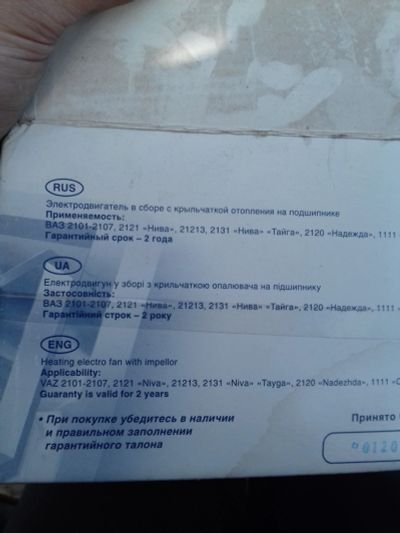 RUS
Электродвигатель в сборе с крыльчаткой отопления на подшипнике
Применяемость:
ВАЗ 2101-2107, 2121 «Нива», 21213, 2131 «Нива» «Тайга», 2120 «Надежда», 1111
Гарантийный срок – 2 года
UA
Електродвигун у зборі з крильчаткою опалювача на підшипнику
Застосовність:
ВАЗ 2101-2107, 2121 «Нива», 21213, 2131 «Нива» «Тайга», 2120 «Надежда», 1111
Гарантійний строк – 2 року
ENG
Heating electro fan with impellor
Applicability:
VAZ 2101-2107, 2121 «Niva», 21213, 2131 «Niva» «Tayga», 2120 «Nadezhda», 1111
Guaranty is valid for 2 years
• При покупке убедитесь в наличии
и правильном заполнении
гарантийного талона
Принято
0120